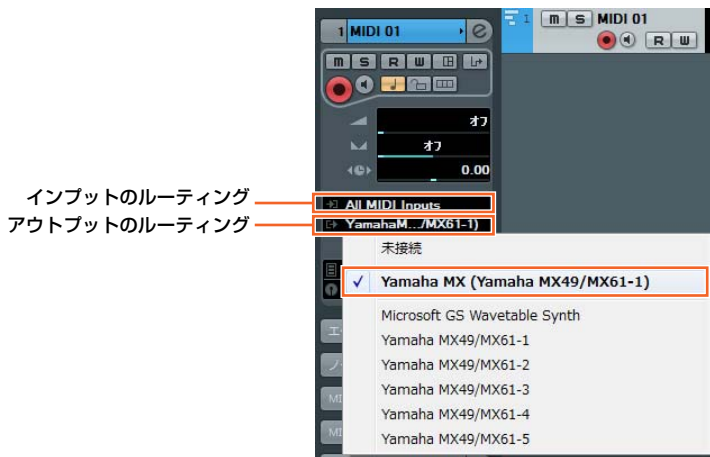 1 MIDI 01
m S R W
オフ
オフ
0.00
1 m S MIDI 01
R W
インプットのルーティング
All MIDI Inputs
アウトプットのルーティング
YamahaM.../MX61-1)
未接続
✓ Yamaha MX (Yamaha MX49/MX61-1)
Microsoft GS Wavetable Synth
Yamaha MX49/MX61-1
Yamaha MX49/MX61-2
Yamaha MX49/MX61-3
Yamaha MX49/MX61-4
Yamaha MX49/MX61-5